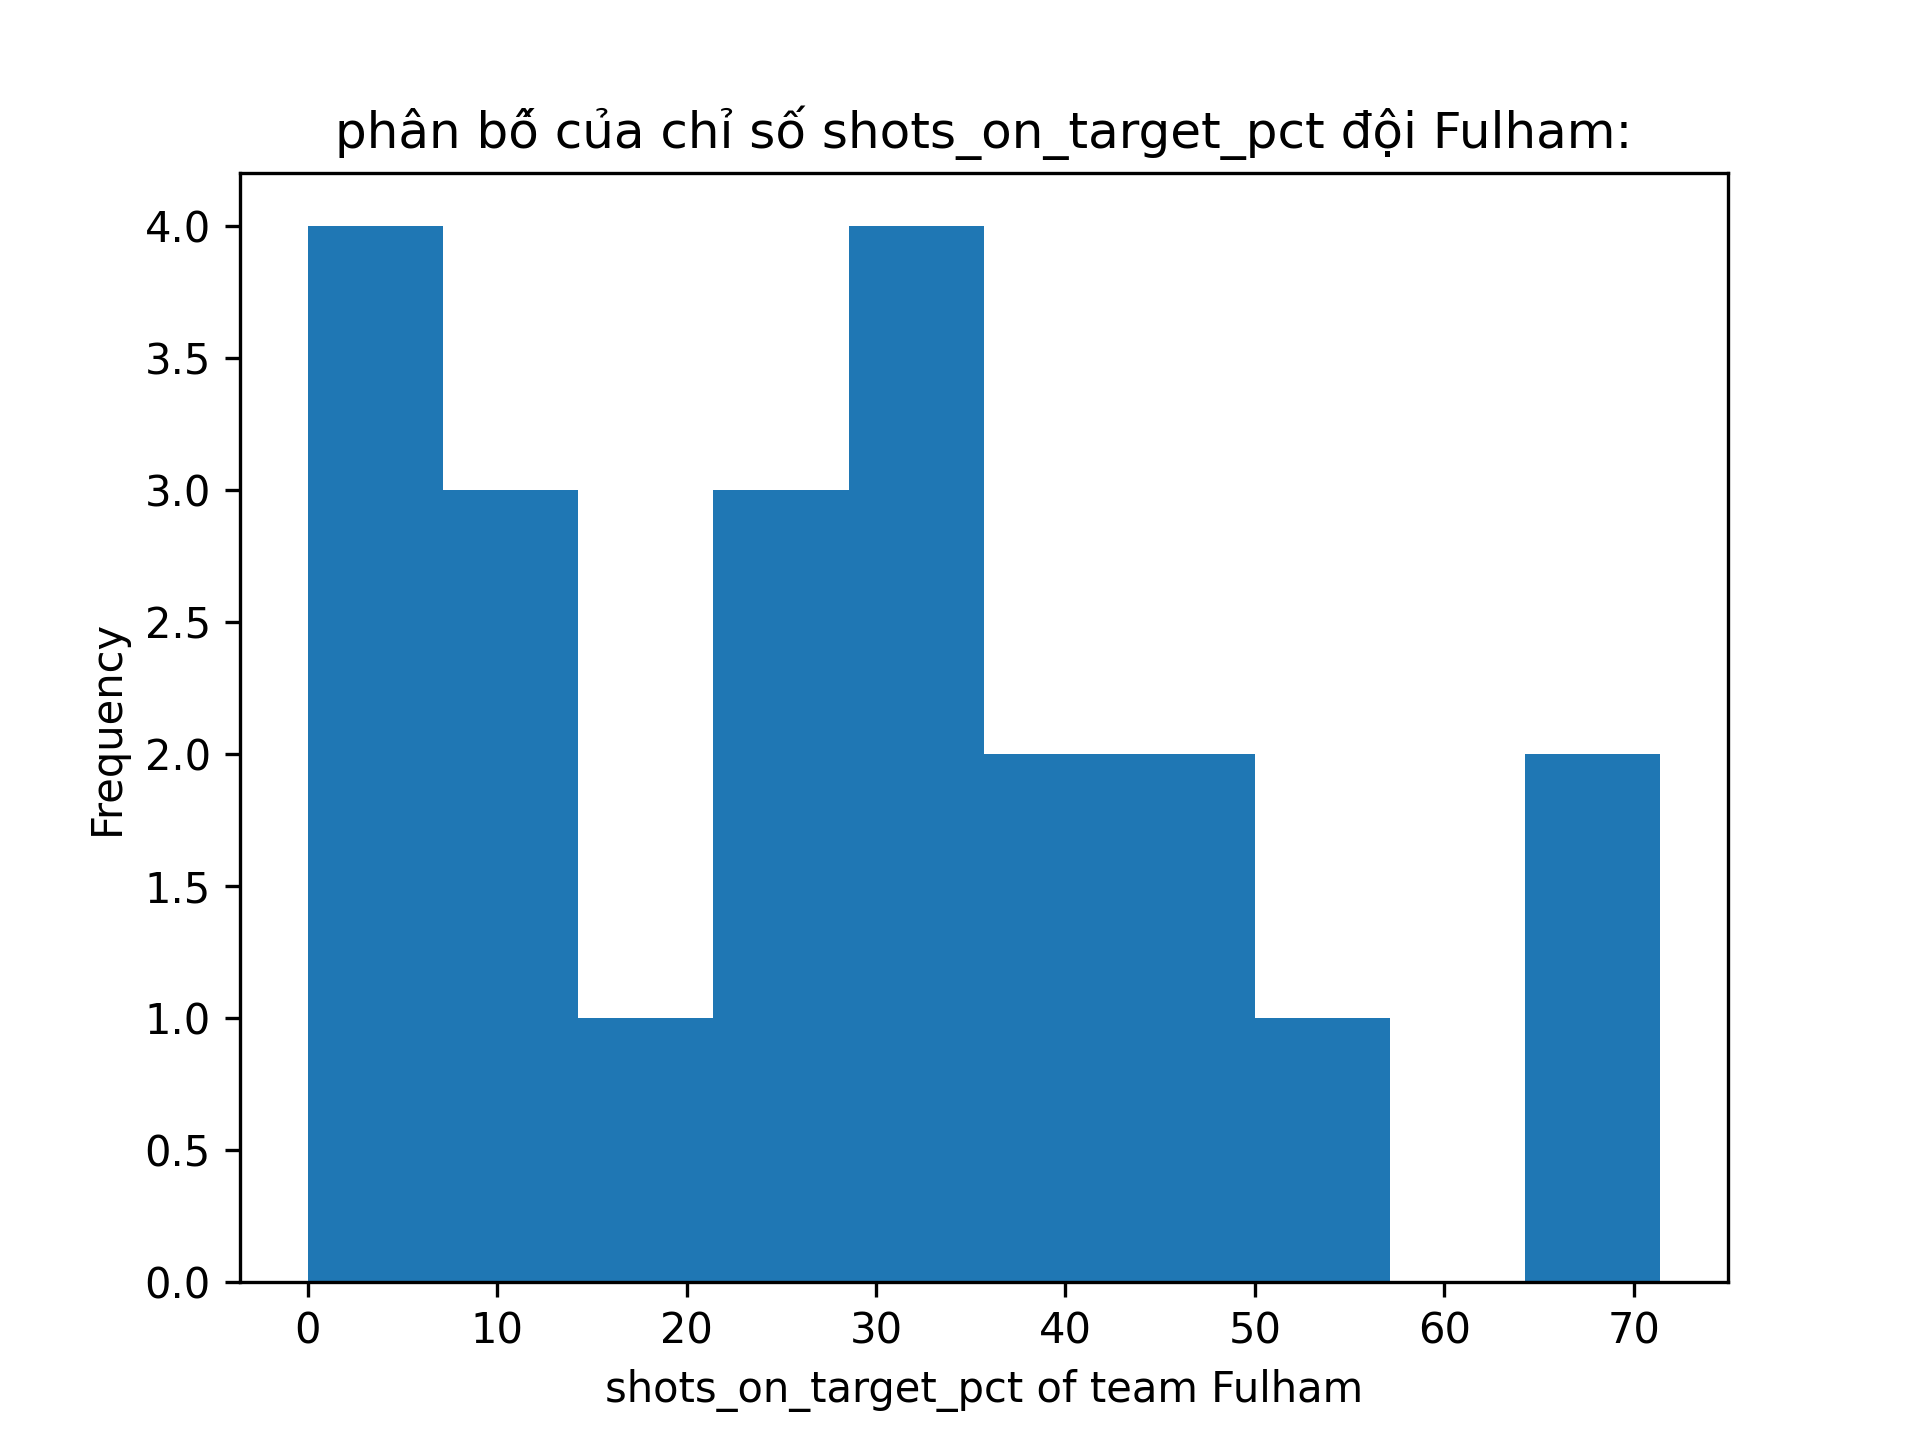 phân bỗ của chỉ số shots_on_target_pct đội Fulham:
4.0
3.5
3.0
2.5
2.0
1.5
1.0
0.5
0.0
Frequency
0 10 20 30 40 50 60 70
shots_on_target_pct of team Fulham